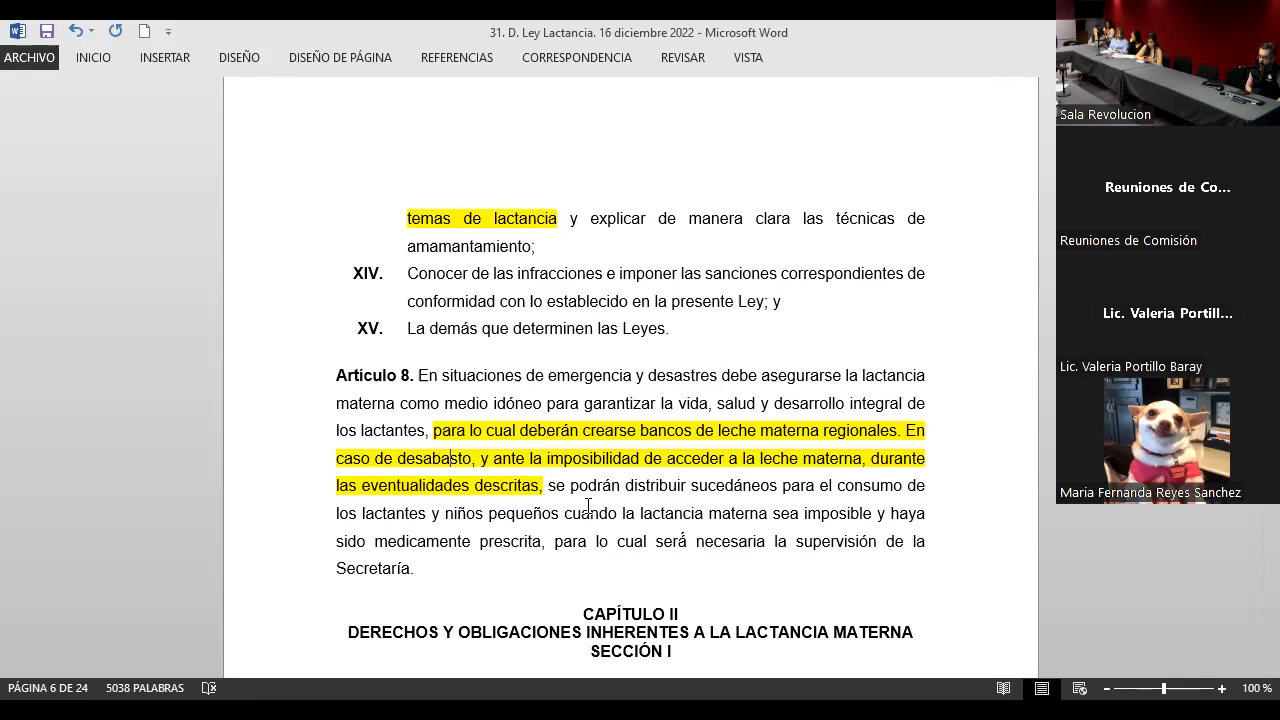 31. D. Ley Lactancia. 16 diciembre 2022 - Microsoft Word
ARCHIVO INICIO INSERTAR DISEÑO DISEÑO DE PÁGINA REFERENCIAS CORRESPONDENCIA REVISAR VISTA
temas de lactancia y explicar de manera clara las técnicas de
amamantamiento;
XIV. Conocer de las infracciones e imponer las sanciones correspondientes de
conformidad con lo establecido en la presente Ley; y
XV. La demás que determinen las Leyes.
Artículo 8. En situaciones de emergencia y desastres debe asegurarse la lactancia
materna como medio idóneo para garantizar la vida, salud y desarrollo integral de
los lactantes, para lo cual deberán crearse bancos de leche materna regionales. En
caso de desabasto, y ante la imposibilidad de acceder a la leche materna, durante
las eventualidades descritas, se podrán distribuir sucedáneos para el consumo de
los lactantes y niños pequeños cuando la lactancia materna sea imposible y haya
sido medicamente prescrita, para lo cual será necesaria la supervisión de la
Secretaría.
CAPÍTULO II
DERECHOS Y OBLIGACIONES INHERENTES A LA LACTANCIA MATERNA
SECCIÓN I
PÁGINA 6 DE 24 5038 PALABRAS
100 %
Sala Revolucion
Reuniones de Co...
Reuniones de Comisión
Lic. Valeria Portill...
Lic. Valeria Portillo Baray
Maria Fernanda Reyes Sanchez